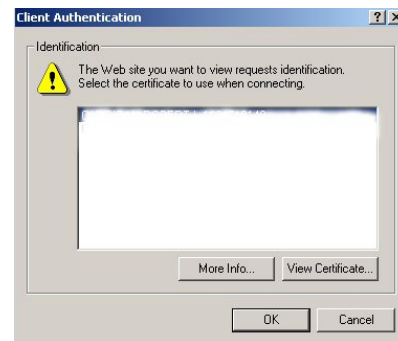 Client Authentication
Identification
The Web site you want to view requests identification.
Select the certificate to use when connecting.
More Info...
View Certificate...
OK
Cancel